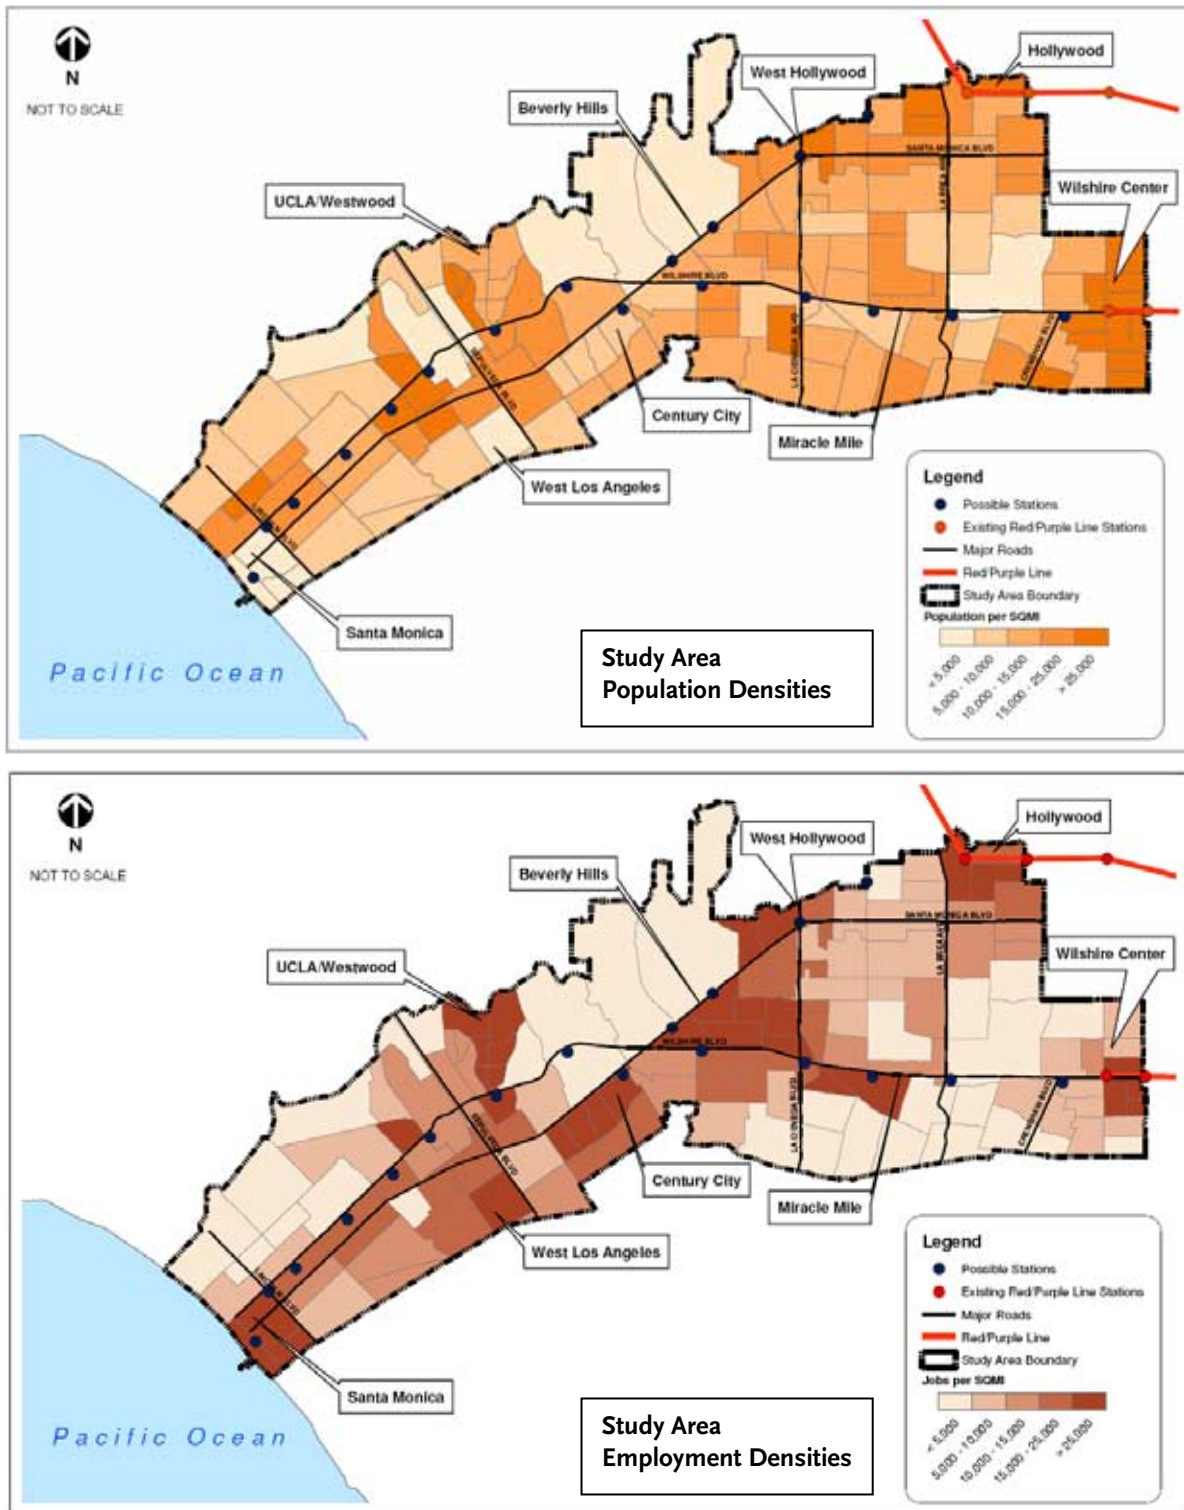 N
NOT TO SCALE
Hollywood
West Hollywood
Beverly Hills
SANTA MONICA BLVD
LA BREA AVE
Wilshire Center
UCLA/Westwood
WILSHIRE BLVD
SEPULVEDA BLVD
LA CIENEGA BLVD
CRENSHAW BLVD
Century City
Miracle Mile
West Los Angeles
LINCOLN BLVD
Santa Monica
Pacific Ocean
Study Area
Population Densities
Legend
Possible Stations
Existing Red/Purple Line Stations
Major Roads
Red/Purple Line
Study Area Boundary
Population per SQMI
< 5,000
5,000 - 10,000
10,000 - 15,000
15,000 - 25,000
> 25,000
N
NOT TO SCALE
Hollywood
West Hollywood
Beverly Hills
SANTA MONICA BLVD
LA BREA AVE
Wilshire Center
UCLA/Westwood
WILSHIRE BLVD
SEPULVEDA BLVD
LA CIENEGA BLVD
CRENSHAW BLVD
Century City
Miracle Mile
West Los Angeles
LINCOLN BLVD
Santa Monica
Pacific Ocean
Study Area
Employment Densities
Legend
Possible Stations
Existing Red/Purple Line Stations
Major Roads
Red/Purple Line
Study Area Boundary
Jobs per SQMI
< 5,000
5,000 - 10,000
10,000 - 15,000
15,000 - 25,000
> 25,000